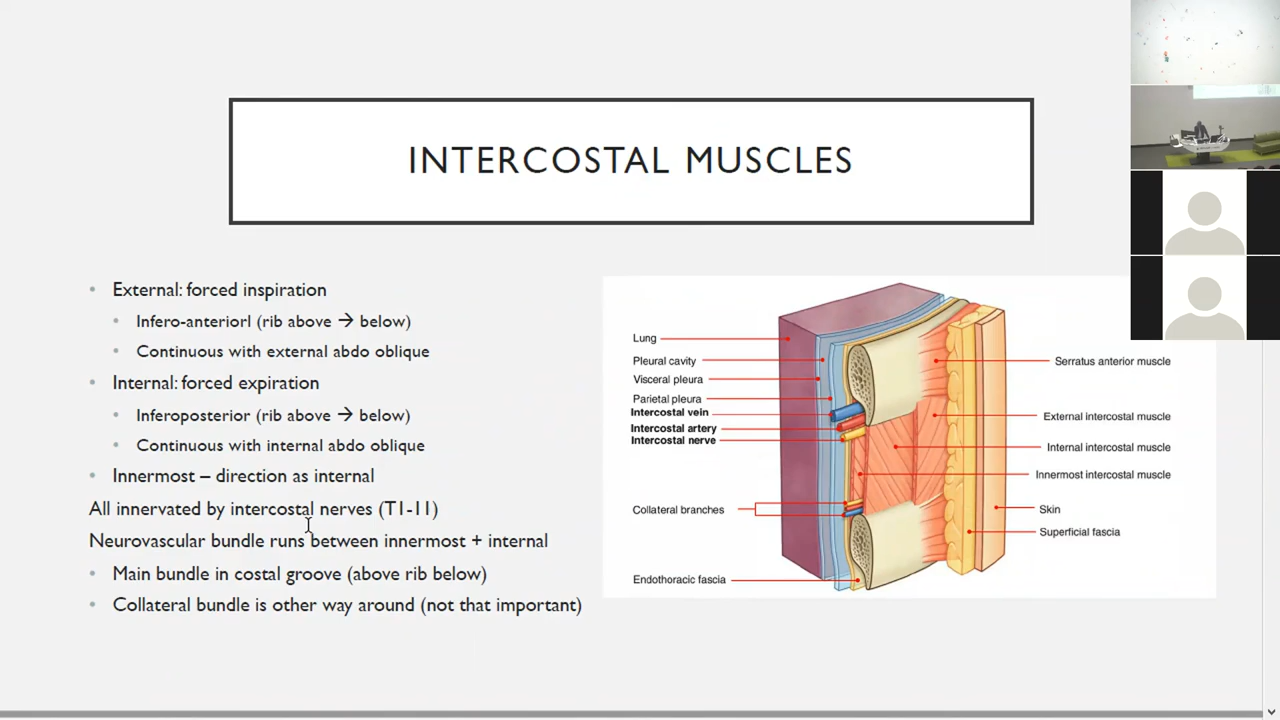 INTERCOSTAL MUSCLES
• External: forced inspiration
• Infero-anteriorl (rib above → below)
• Continuous with external abdo oblique
• Internal: forced expiration
• Inferoposterior (rib above → below)
• Continuous with internal abdo oblique
• Innermost – direction as internal
All innervated by intercostal nerves (T1-11)
Neurovascular bundle runs between innermost + internal
• Main bundle in costal groove (above rib below)
• Collateral bundle is other way around (not that important)
Lung
Pleural cavity
Visceral pleura
Parietal pleura
Intercostal vein
Intercostal artery
Intercostal nerve
Collateral branches
Endothoracic fascia
Serratus anterior muscle
External intercostal muscle
Internal intercostal muscle
Innermost intercostal muscle
Skin
Superficial fascia